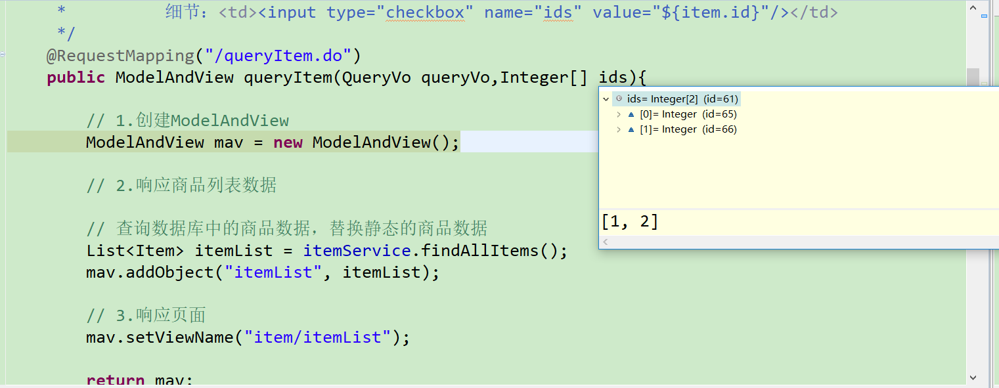 * 细节：<td><input type="checkbox" name="ids" value="${item.id}"/></td>
*/
@RequestMapping("/queryItem.do")
public ModelAndView queryItem(QueryVo queryVo,Integer[] ids){
ids= Integer[2] (id=61)
[0]= Integer (id=65)
[1]= Integer (id=66)
[1, 2]
// 1.创建ModelAndView
ModelAndView mav = new ModelAndView();
// 2.响应商品列表数据
// 查询数据库中的商品数据，替换静态的商品数据
List<Item> itemList = itemService.findAllItems();
mav.addObject("itemList", itemList);
// 3.响应页面
mav.setViewName("item/itemList");
return mav;